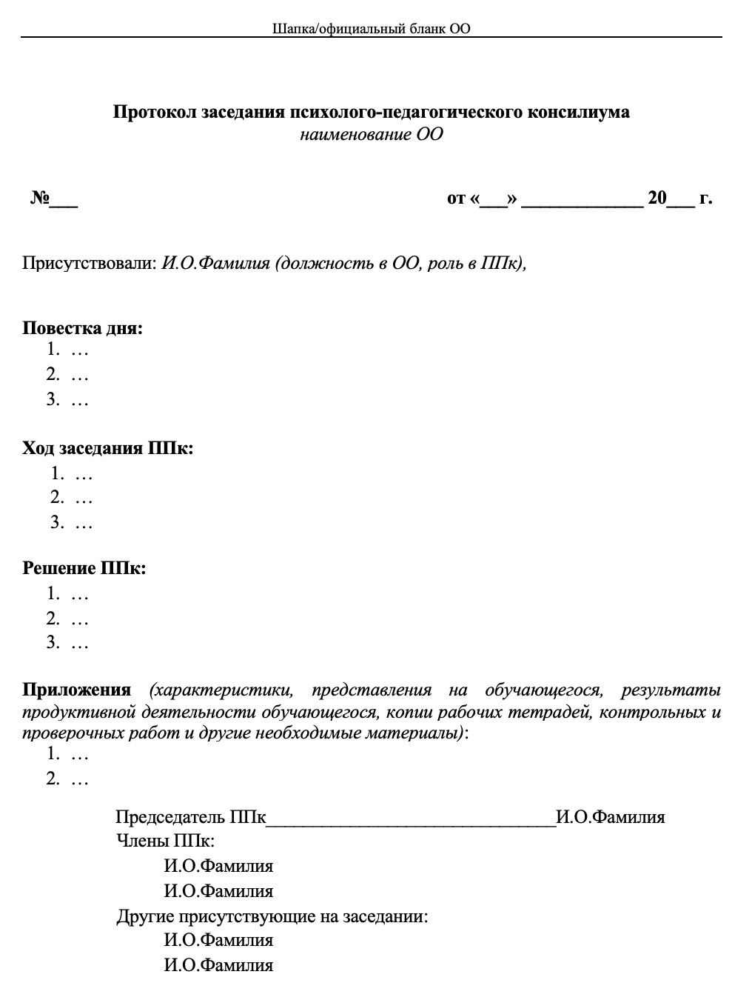 Шапка/официальный бланк ОО
Протокол заседания психолого-педагогического консилиума
наименование ОО
№___ от «___» _____________ 20___ г.
Присутствовали: И.О.Фамилия (должность в ОО, роль в ППк),
Повестка дня:
1. …
2. …
3. …
Ход заседания ППк:
1. …
2. …
3. …
Решение ППк:
1. …
2. …
3. …
Приложения (характеристики, представления на обучающегося, результаты
продуктивной деятельности обучающегося, копии рабочих тетрадей, контрольных и
проверочных работ и другие необходимые материалы):
1. …
2. …
Председатель ППк_______________________________И.О.Фамилия
Члены ППк:
И.О.Фамилия
И.О.Фамилия
Другие присутствующие на заседании:
И.О.Фамилия
И.О.Фамилия